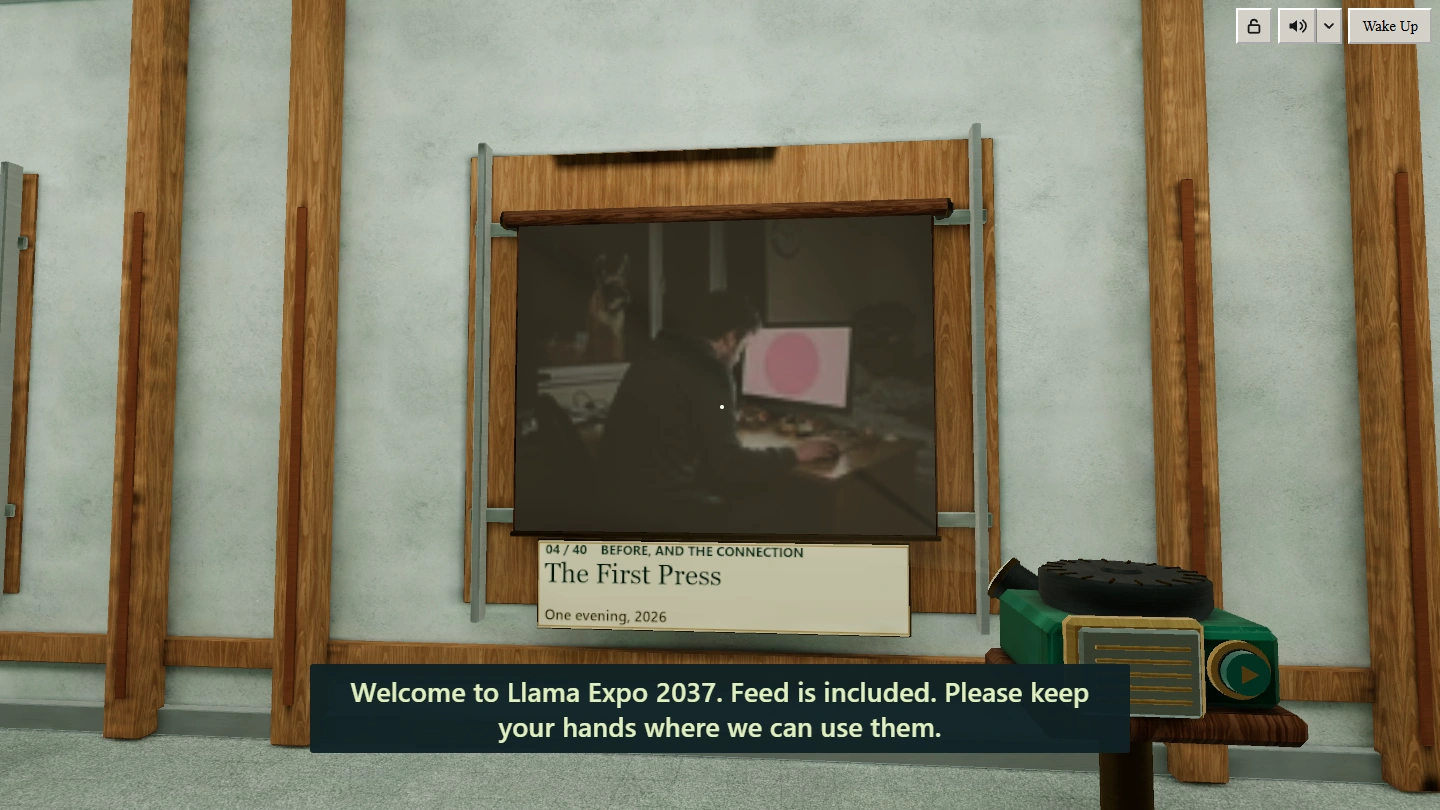 Wake Up
04 / 40 BEFORE, AND THE CONNECTION
The First Press
One evening, 2026
Welcome to Llama Expo 2037. Feed is included. Please keep
your hands where we can use them.